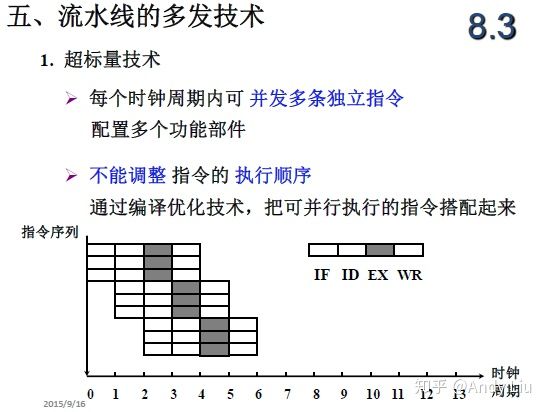 五、流水线的多发技术
8.3
1. 超标量技术
➢ 每个时钟周期内可 并发多条独立指令
配置多个功能部件
➢ 不能调整 指令的 执行顺序
通过编译优化技术，把可并行执行的指令搭配起来
指令序列
IF ID EX WR
时钟
周期
0 1 2 3 4 5 6 7 8 9 10 11 12 13
2015/9/16
知乎 @Andy Liu